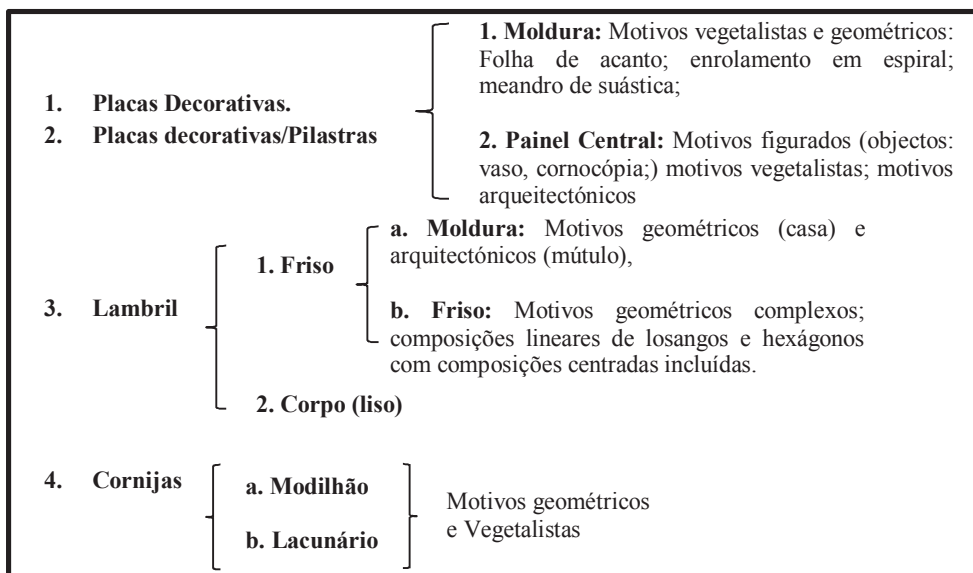 1. Moldura: Motivos vegetalistas e geométricos:
Folha de acanto; enrolamento em espiral;
meandro de suástica;
1. Placas Decorativas.
2. Placas decorativas/Pilastras
2. Painel Central: Motivos figurados (objectos:
vaso, cornocópia;) motivos vegetalistas; motivos
arqueitectónicos
3. Lambril
1. Friso
a. Moldura: Motivos geométricos (casa) e
arquitectónicos (mútulo),
b. Friso: Motivos geométricos complexos;
composições lineares de losangos e hexágonos
com composições centradas incluídas.
2. Corpo (liso)
4. Cornijas
a. Modilhão
b. Lacunário
Motivos geométricos
e Vegetalistas